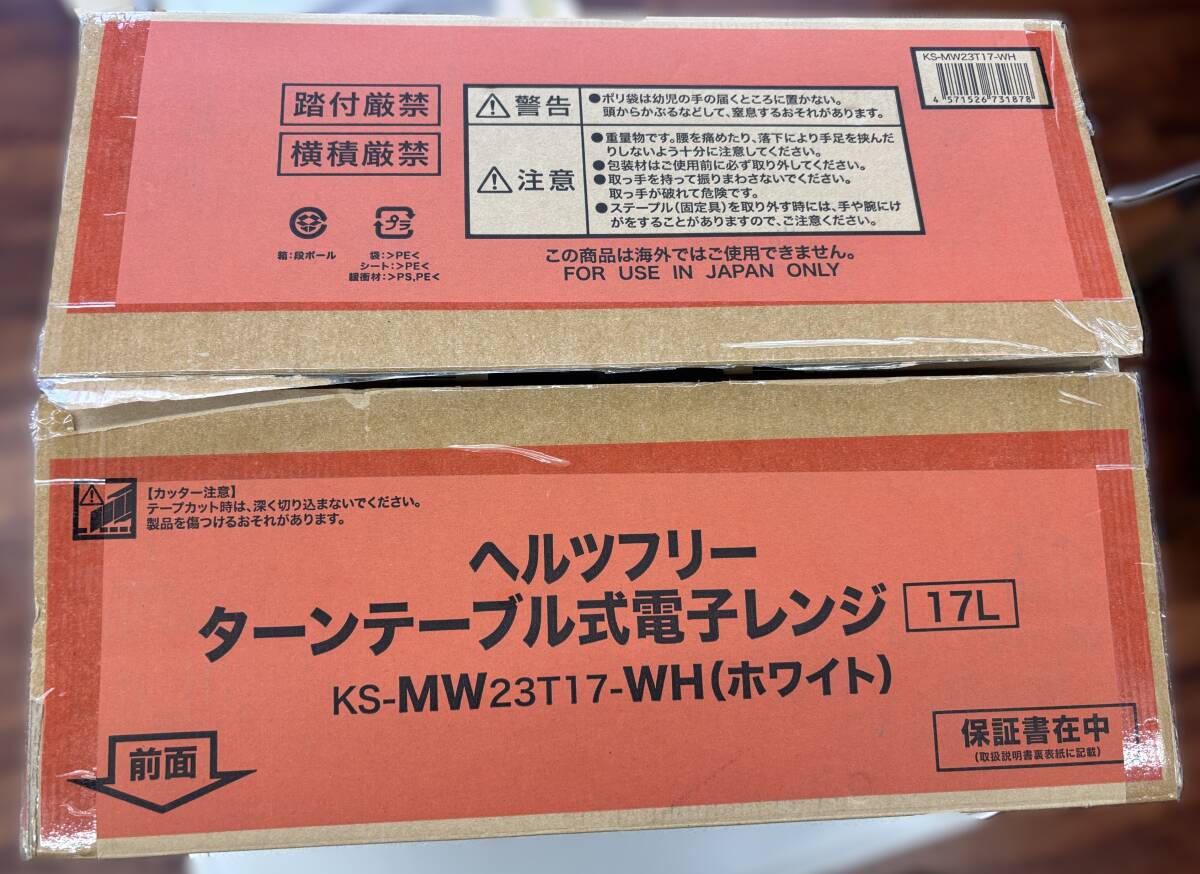 KS-MW23T17-WH
4 571526 731878
踏付厳禁
横積厳禁
警告
●ポリ袋は幼児の手の届くところに置かない。
頭からかぶるなどして、窒息するおそれがあります。
注意
●重量物です。腰を痛めたり、落下により手足を挟んだ
りしないよう十分に注意してください。
●包装材はご使用前に必ず取り外してください。
●取っ手を持って振りまわさないでください。
取っ手が破れて危険です。
●ステープル(固定具)を取り外す時には、手や腕にけ
がをすることがありますので、ご注意ください。
プラ
箱:段ボール
袋:>PE<
シート:>PE<
緩衝材:>PS,PE<
この商品は海外ではご使用できません。
FOR USE IN JAPAN ONLY
【カッター注意】
テープカット時は、深く切り込まないでください。
製品を傷つけるおそれがあります。
ヘルツフリー
ターンテーブル式電子レンジ 17L
KS-MW23T17-WH(ホワイト)
前面
保証書在中
(取扱説明書裏表紙に記載)